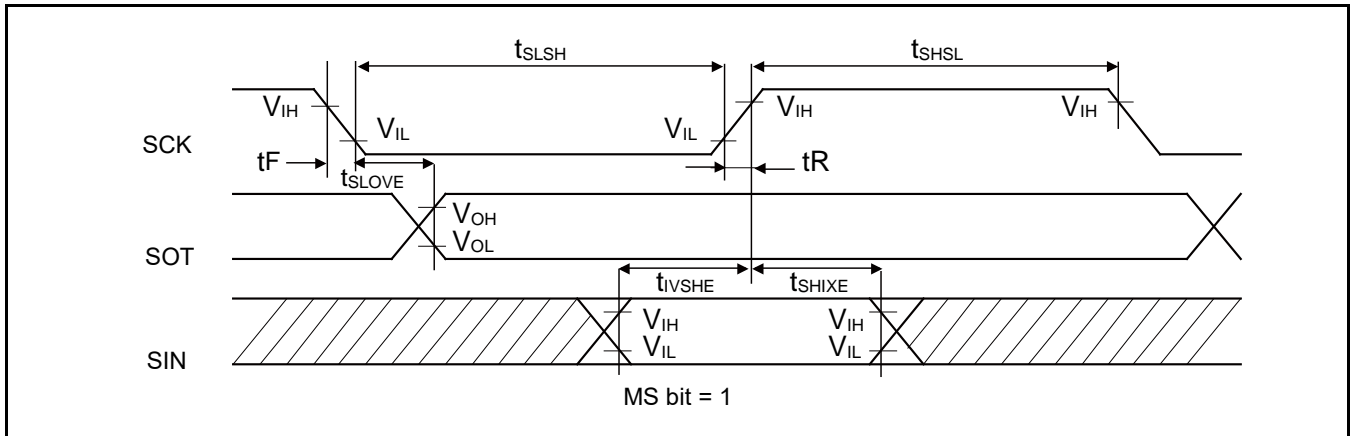 tSLSH tSHSL
VIH VIH VIH
VIL VIL
SCK
tF tR
tSLOVE
VOH
VOL
SOT
tIVSHE tSHIXE
VIH VIH
VIL VIL
SIN
MS bit = 1